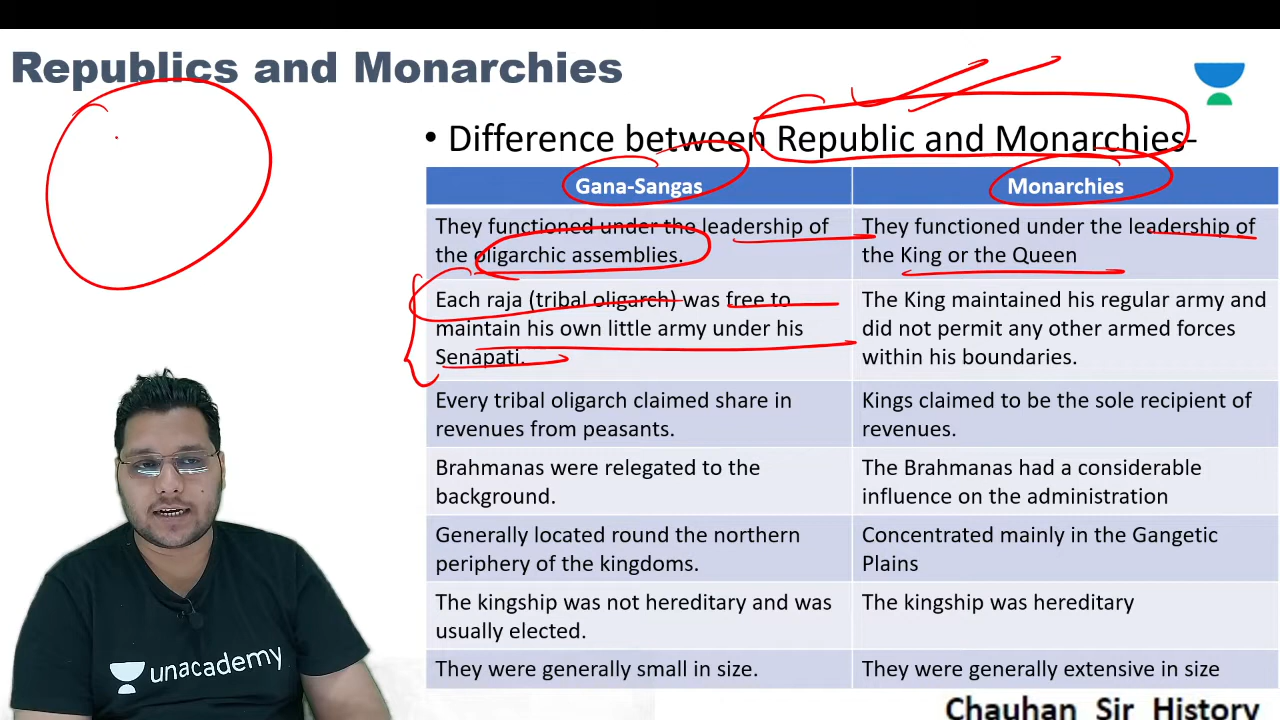 Republics and Monarchies
• Difference between Republic and Monarchies-
Gana-Sangas
Monarchies
They functioned under the leadership of
the oligarchic assemblies.
They functioned under the leadership of
the King or the Queen
Each raja (tribal oligarch) was free to
maintain his own little army under his
Senapati.
The King maintained his regular army and
did not permit any other armed forces
within his boundaries.
Every tribal oligarch claimed share in
revenues from peasants.
Kings claimed to be the sole recipient of
revenues.
Brahmanas were relegated to the
background.
The Brahmanas had a considerable
influence on the administration
Generally located round the northern
periphery of the kingdoms.
Concentrated mainly in the Gangetic
Plains
The kingship was not hereditary and was
usually elected.
The kingship was hereditary
They were generally small in size.
They were generally extensive in size
unacademy
Chauhan Sir History